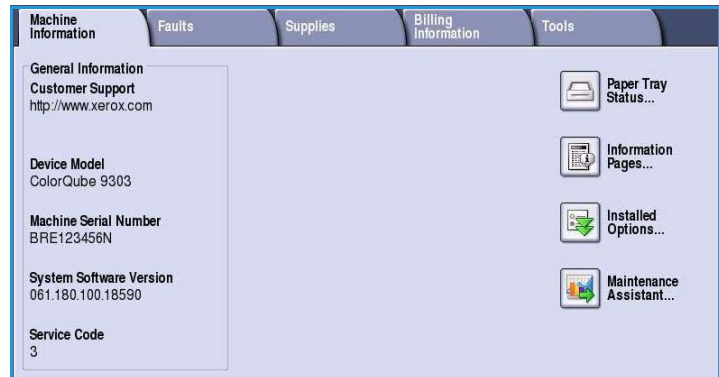 Machine
Information
Faults
Supplies
Billing
Information
Tools
General Information
Customer Support
http://www.xerox.com
Device Model
ColorQube 9303
Machine Serial Number
BRE123456N
System Software Version
061.180.100.18590
Service Code
3
Paper Tray
Status...
Information
Pages...
Installed
Options...
Maintenance
Assistant...